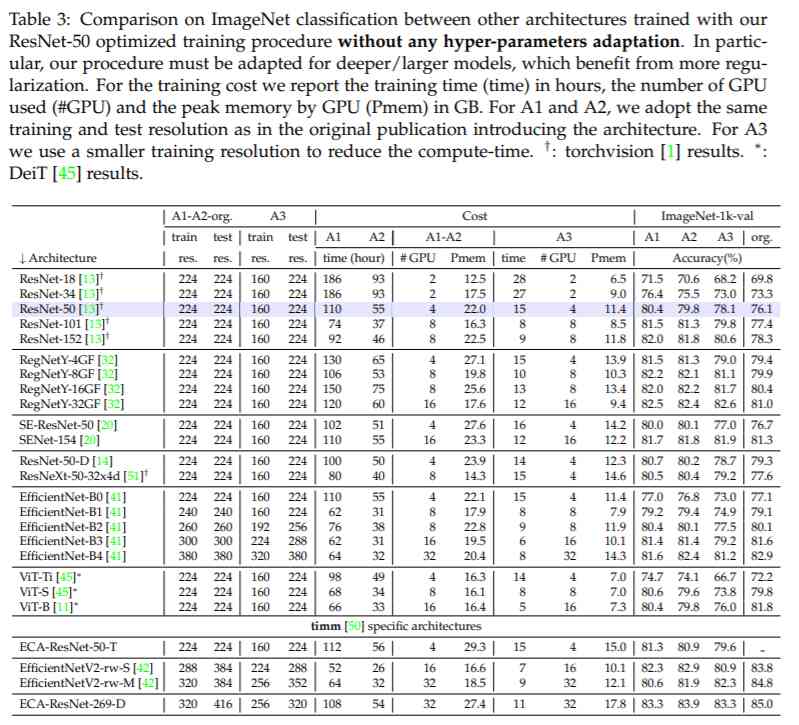 Table 3: Comparison on ImageNet classification between other architectures trained with our
ResNet-50 optimized training procedure without any hyper-parameters adaptation. In partic-
ular, our procedure must be adapted for deeper/larger models, which benefit from more regu-
larization. For the training cost we report the training time (time) in hours, the number of GPU
used (#GPU) and the peak memory by GPU (Pmem) in GB. For A1 and A2, we adopt the same
training and test resolution as in the original publication introducing the architecture. For A3
we use a smaller training resolution to reduce the compute-time. †: torchvision [1] results. *:
DeiT [45] results.
A1-A2-org. A3 Cost ImageNet-1k-val
train test train test A1 A2 A1-A2 A3 A1 A2 A3 org.
↓ Architecture res. res. res. res. time (hour) # GPU Pmem time # GPU Pmem Accuracy(%)
ResNet-18 [13]† 224 224 160 224 186 93 2 12.5 28 2 6.5 71.5 70.6 68.2 69.8
ResNet-34 [13]† 224 224 160 224 186 93 2 17.5 27 2 9.0 76.4 75.5 73.0 73.3
ResNet-50 [13]† 224 224 160 224 110 55 4 22.0 15 4 11.4 80.4 79.8 78.1 76.1
ResNet-101 [13]† 224 224 160 224 74 37 8 16.3 8 8 8.5 81.5 81.3 79.8 77.4
ResNet-152 [13]† 224 224 160 224 92 46 8 22.5 9 8 11.8 82.0 81.8 80.6 78.3
RegNetY-4GF [32] 224 224 160 224 130 65 4 27.1 15 4 13.9 81.5 81.3 79.0 79.4
RegNetY-8GF [32] 224 224 160 224 106 53 8 19.8 10 8 10.3 82.2 82.1 81.1 79.9
RegNetY-16GF [32] 224 224 160 224 150 75 8 25.6 13 8 13.4 82.0 82.2 81.7 80.4
RegNetY-32GF [32] 224 224 160 224 120 60 16 17.6 12 16 9.4 82.5 82.4 82.6 81.0
SE-ResNet-50 [20] 224 224 160 224 102 51 4 27.6 16 4 14.2 80.0 80.1 77.0 76.7
SENet-154 [20] 224 224 160 224 110 55 16 23.3 12 16 12.2 81.7 81.8 81.9 81.3
ResNet-50-D [14] 224 224 160 224 100 50 4 23.9 14 4 12.3 80.7 80.2 78.7 79.3
ResNeXt-50-32x4d [51]† 224 224 160 224 80 40 8 14.3 15 4 14.6 80.5 80.4 79.2 77.6
EfficientNet-B0 [41] 224 224 160 224 110 55 4 22.1 15 4 11.4 77.0 76.8 73.0 77.1
EfficientNet-B1 [41] 240 240 160 224 62 31 8 17.9 8 8 7.9 79.2 79.4 74.9 79.1
EfficientNet-B2 [41] 260 260 192 256 76 38 8 22.8 9 8 11.9 80.4 80.1 77.5 80.1
EfficientNet-B3 [41] 300 300 224 288 62 31 16 19.5 6 16 10.1 81.4 81.4 79.2 81.6
EfficientNet-B4 [41] 380 380 320 380 64 32 32 20.4 8 32 14.3 81.6 82.4 81.2 82.9
ViT-Ti [45]* 224 224 160 224 98 49 4 16.3 14 4 7.0 74.7 74.1 66.7 72.2
ViT-S [45]* 224 224 160 224 68 34 8 16.1 8 8 7.0 80.6 79.6 73.8 79.8
ViT-B [11]* 224 224 160 224 66 33 16 16.4 5 16 7.3 80.4 79.8 76.0 81.8
timm [50] specific architectures
ECA-ResNet-50-T 224 224 160 224 112 56 4 29.3 15 4 15.0 81.3 80.9 79.6 -
EfficientNetV2-rw-S [42] 288 384 224 288 52 26 16 16.6 7 16 10.1 82.3 82.9 80.9 83.8
EfficientNetV2-rw-M [42] 320 384 256 352 64 32 32 18.5 9 32 12.1 80.6 81.9 82.3 84.8
ECA-ResNet-269-D 320 416 256 320 108 54 32 27.4 11 32 17.8 83.3 83.9 83.3 85.0